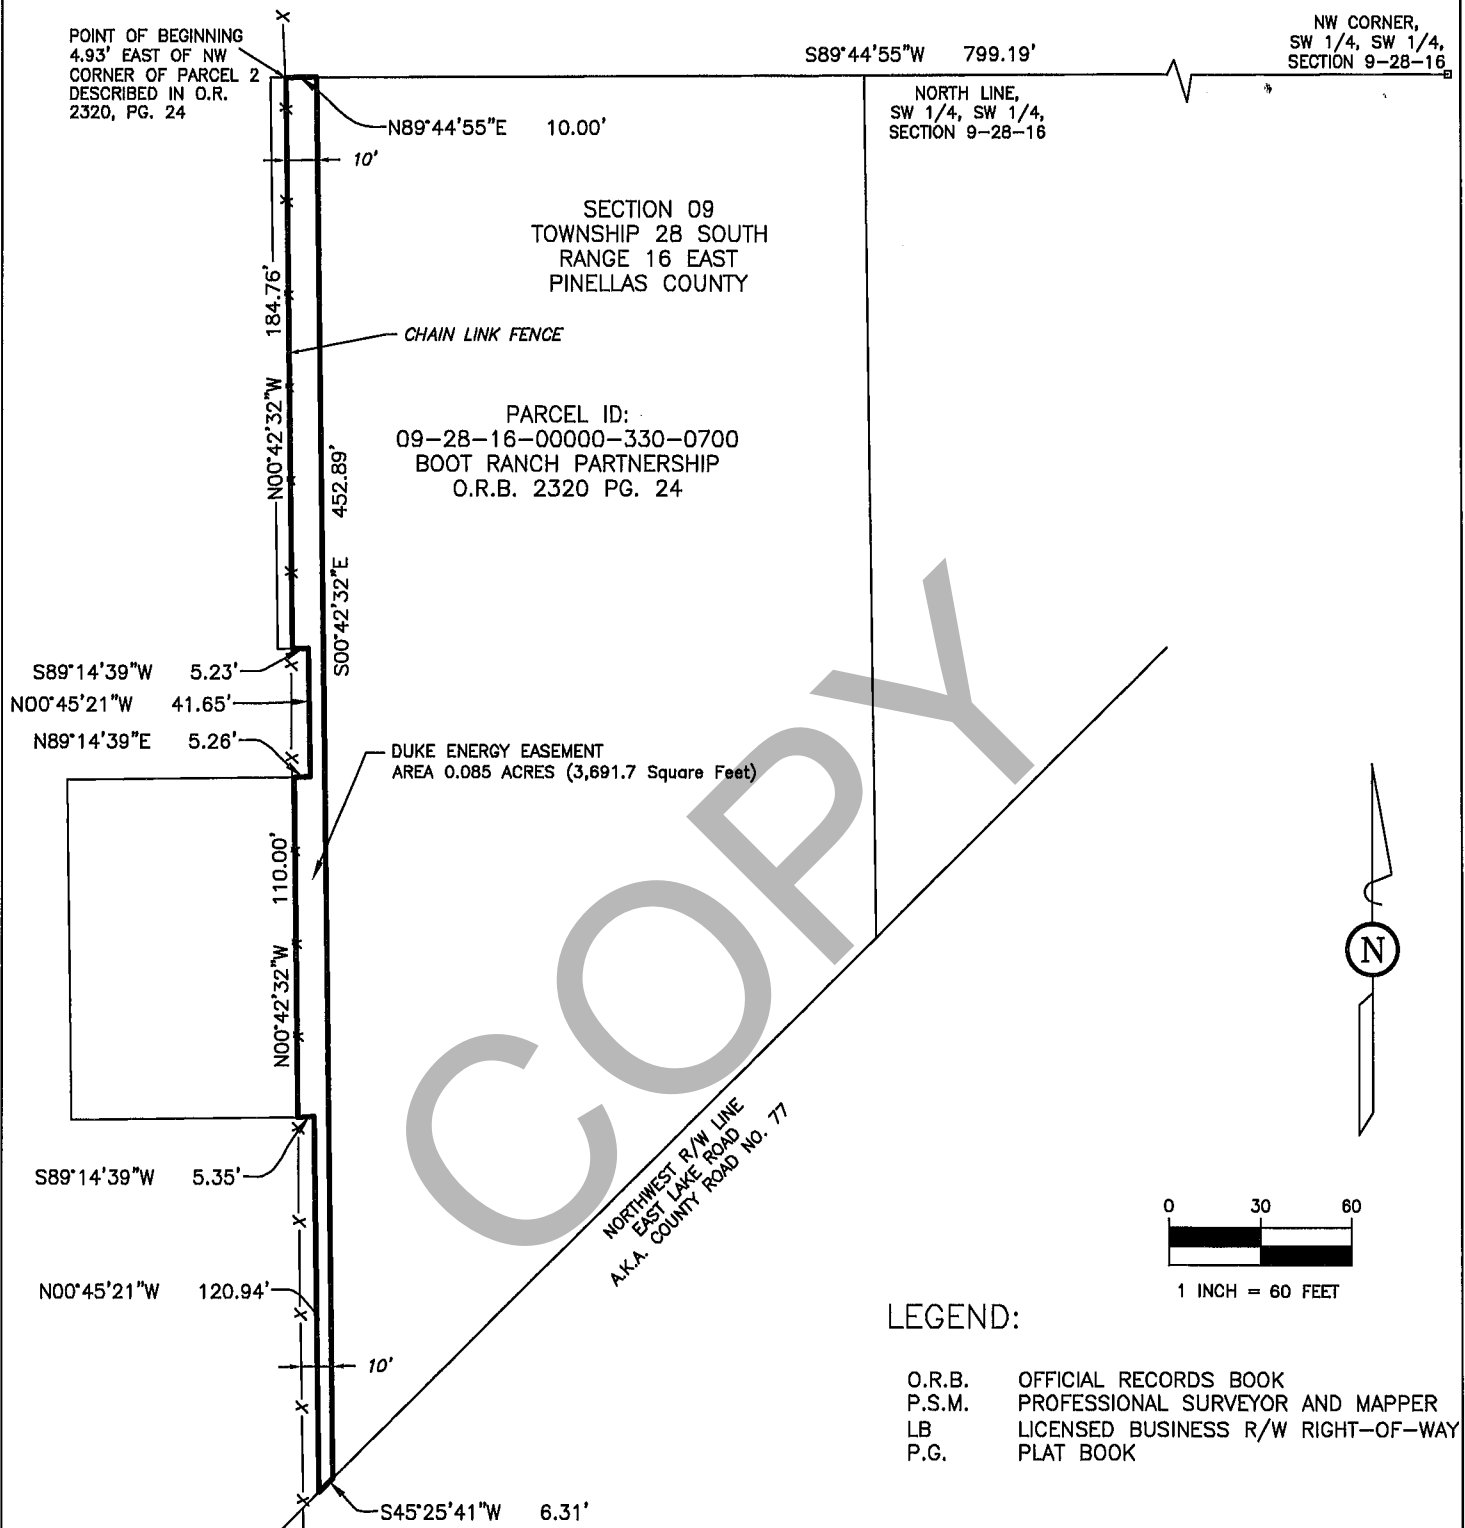 POINT OF BEGINNING
4.93' EAST OF NW
CORNER OF PARCEL 2
DESCRIBED IN O.R.
2320, PG. 24
S89°44'55"W 799.19'
NW CORNER,
SW 1/4, SW 1/4,
SECTION 9-28-16
NORTH LINE,
SW 1/4, SW 1/4,
SECTION 9-28-16
N89°44'55"E 10.00'
10'
SECTION 09
TOWNSHIP 28 SOUTH
RANGE 16 EAST
PINELLAS COUNTY
N00°42'32"W 184.76'
CHAIN LINK FENCE
PARCEL ID:
09-28-16-00000-330-0700
BOOT RANCH PARTNERSHIP
O.R.B. 2320 PG. 24
S00°42'32"E 452.89'
S89°14'39"W 5.23'
N00°45'21"W 41.65'
N89°14'39"E 5.26'
DUKE ENERGY EASEMENT
AREA 0.085 ACRES (3,691.7 Square Feet)
COPY
N00°42'32"W 110.00'
N
S89°14'39"W 5.35'
NORTHWEST R/W LINE
EAST LAKE ROAD
A.K.A. COUNTY ROAD NO. 77
0 30 60
1 INCH = 60 FEET
N00°45'21"W 120.94'
10'
LEGEND:
O.R.B. OFFICIAL RECORDS BOOK
P.S.M. PROFESSIONAL SURVEYOR AND MAPPER
LB LICENSED BUSINESS R/W RIGHT-OF-WAY
P.G. PLAT BOOK
S45°25'41"W 6.31'